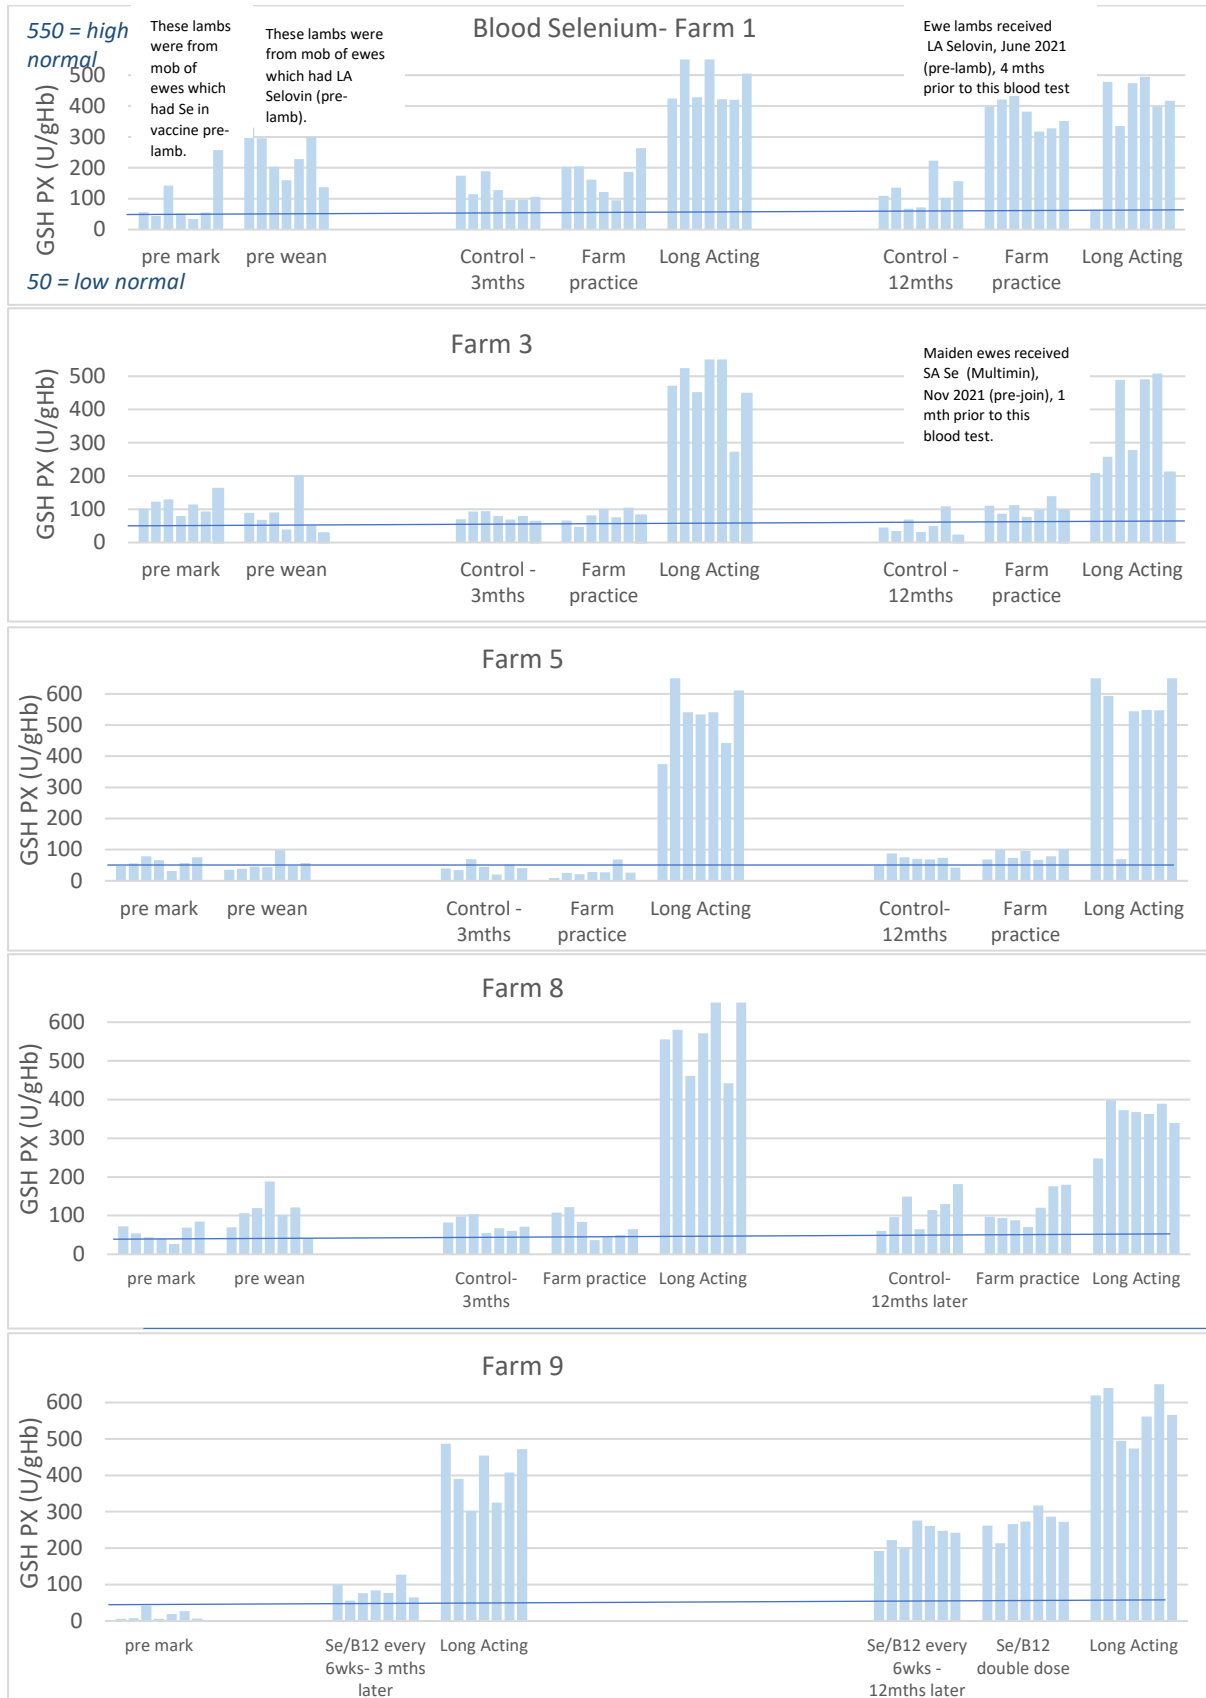 550 = high
normal
These lambs
were from
mob of
ewes which
had Se in
vaccine pre-
lamb.
These lambs were
from mob of ewes
which had LA
Selovin (pre-
lamb).
Blood Selenium- Farm 1
Ewe lambs received
LA Selovin, June 2021
(pre-lamb), 4 mths
prior to this blood test
GSH PX (U/gHb)
500
400
300
200
100
0
pre mark
pre wean
Control -
3mths
Farm
practice
Long Acting
Control -
12mths
Farm
practice
Long Acting
50 = low normal
Farm 3
Maiden ewes received
SA Se (Multimin),
Nov 2021 (pre-join), 1
mth prior to this
blood test.
GSH PX (U/gHb)
500
400
300
200
100
0
pre mark
pre wean
Control -
3mths
Farm
practice
Long Acting
Control -
12mths
Farm
practice
Long Acting
Farm 5
GSH PX (U/gHb)
600
500
400
300
200
100
0
pre mark
pre wean
Control -
3mths
Farm
practice
Long Acting
Control-
12mths
Farm
practice
Long Acting
Farm 8
GSH PX (U/gHb)
600
500
400
300
200
100
0
pre mark
pre wean
Control-
3mths
Farm practice
Long Acting
Control-
12mths later
Farm practice
Long Acting
Farm 9
GSH PX (U/gHb)
600
500
400
300
200
100
0
pre mark
Se/B12 every
6wks- 3 mths
later
Long Acting
Se/B12 every
6wks -
12mths later
Se/B12
double dose
Long Acting